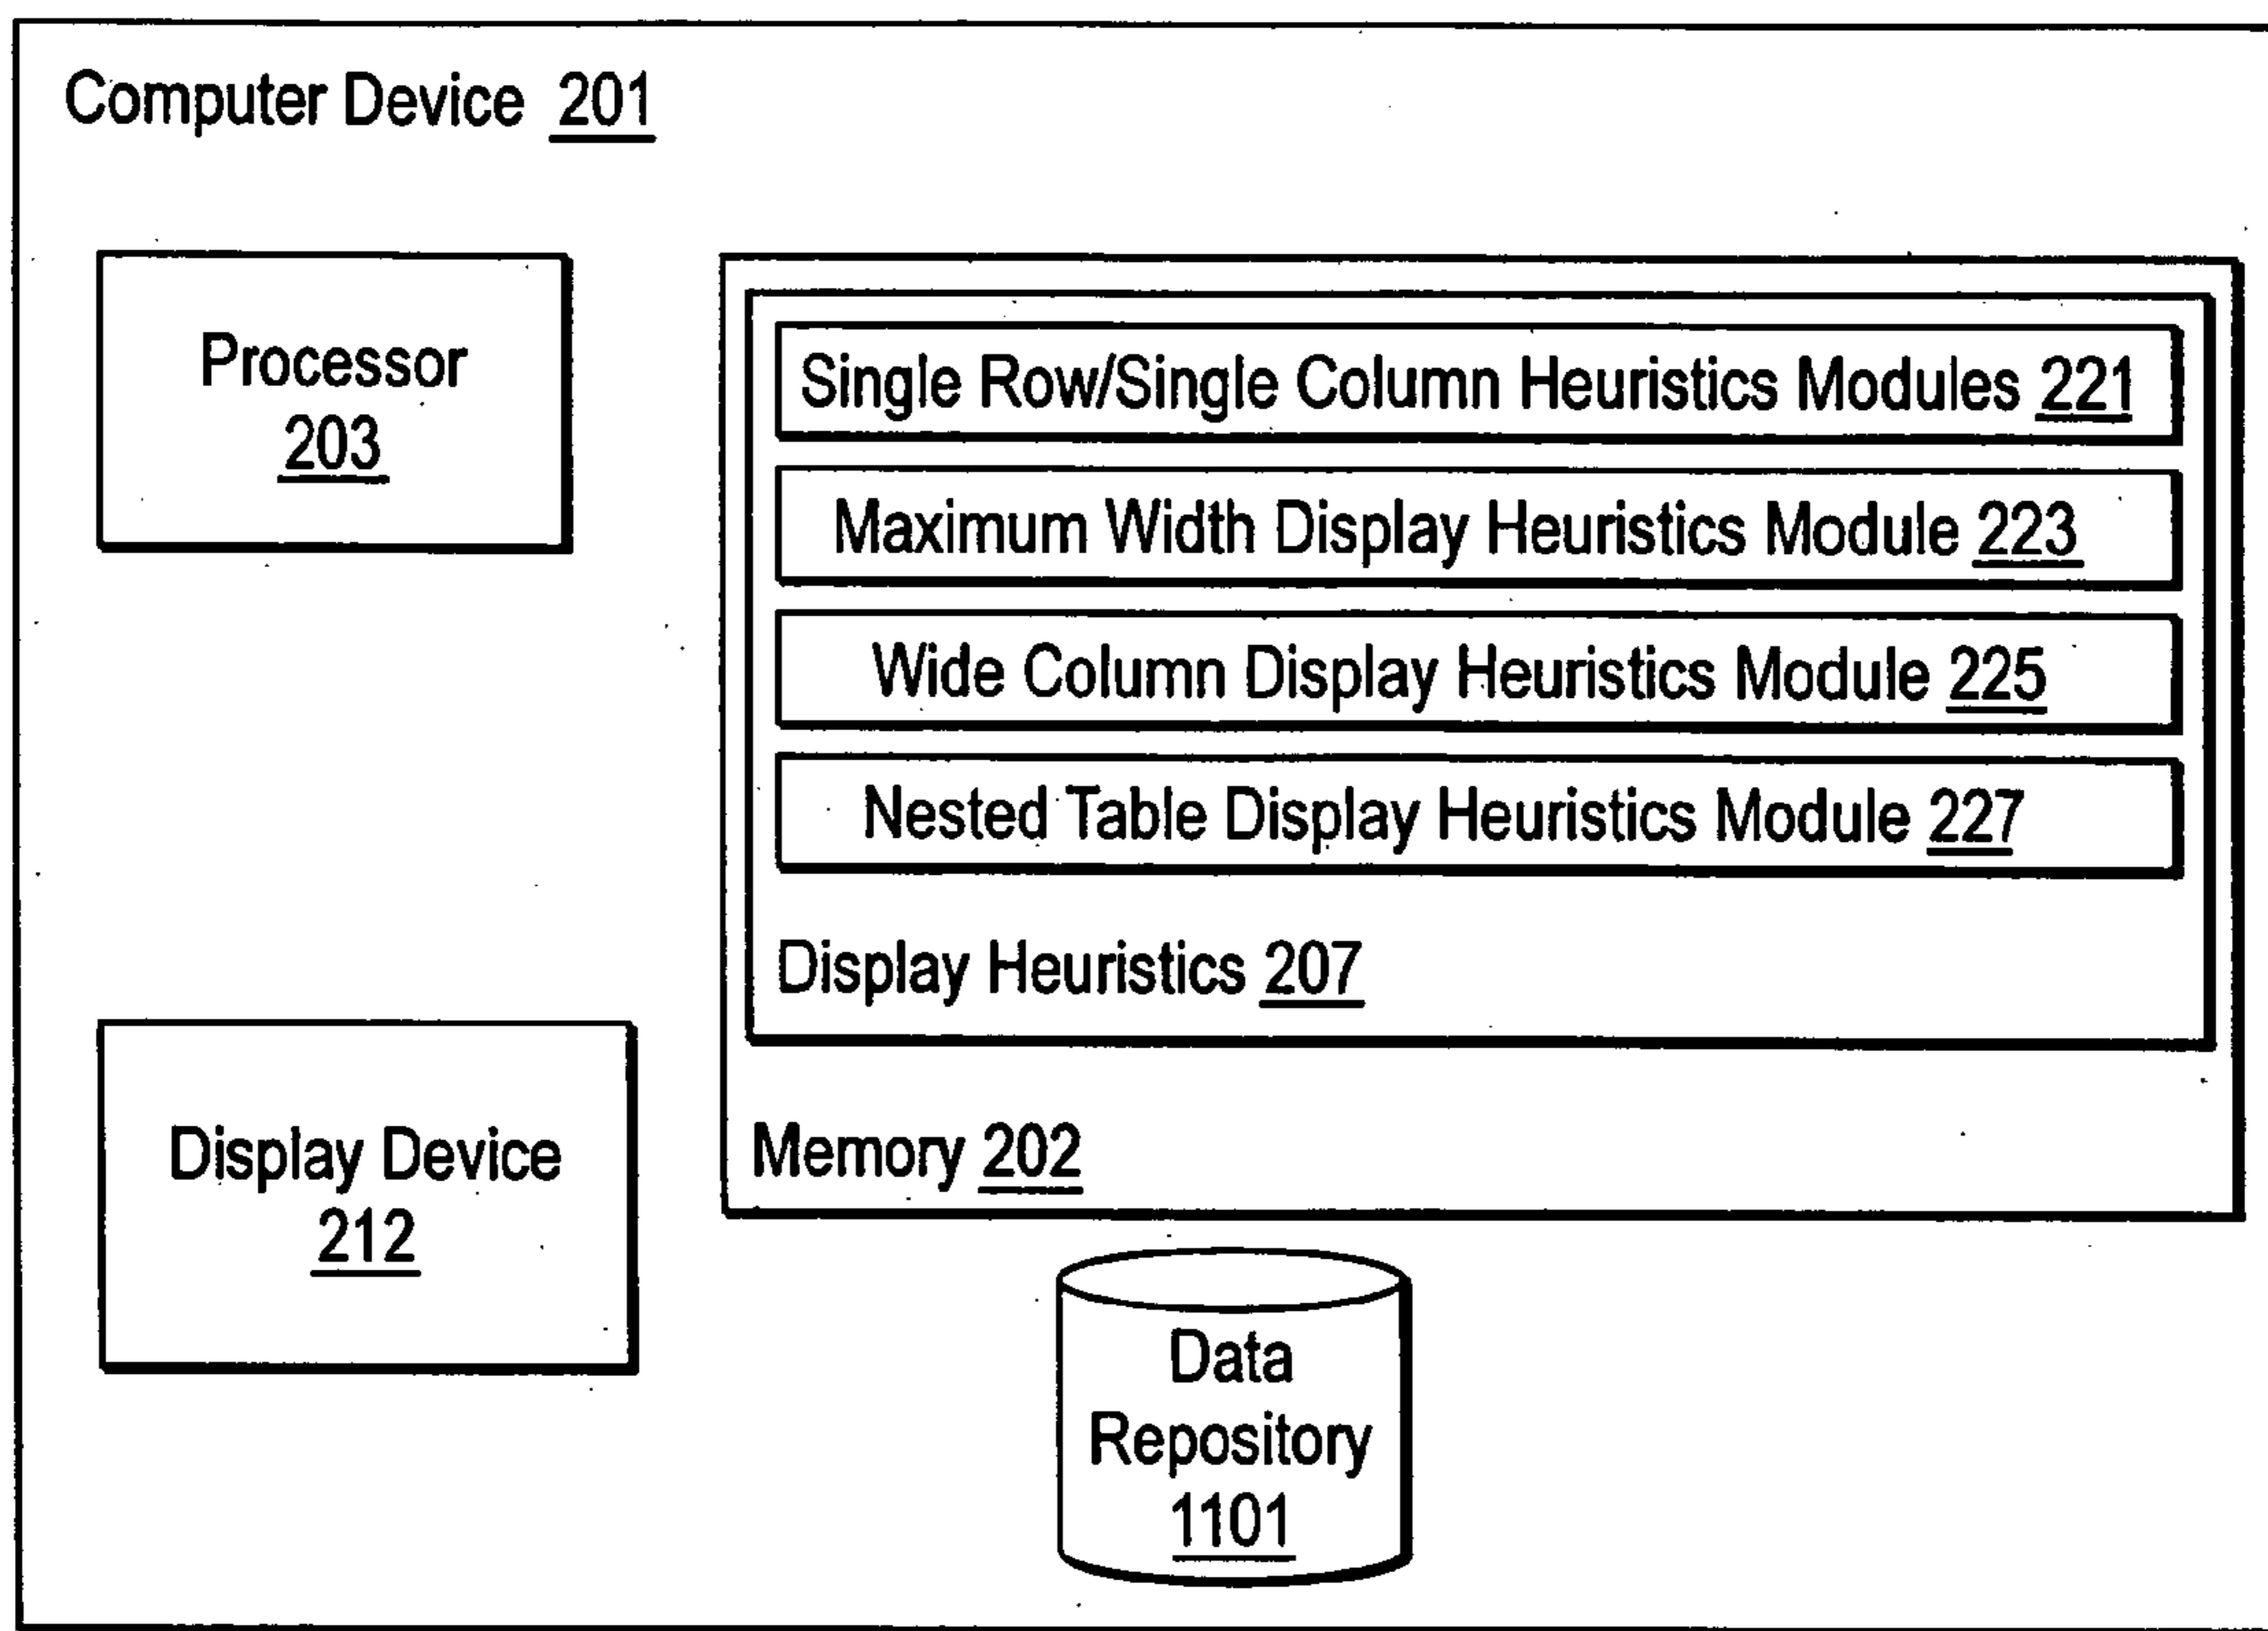 Computer Device 201
Processor
203
Single Row/Single Column Heuristics Modules 221
Maximum Width Display Heuristics Module 223
Wide Column Display Heuristics Module 225
Nested Table Display Heuristics Module 227
Display Heuristics 207
Memory 202
Display Device
212
Data
Repository
1101